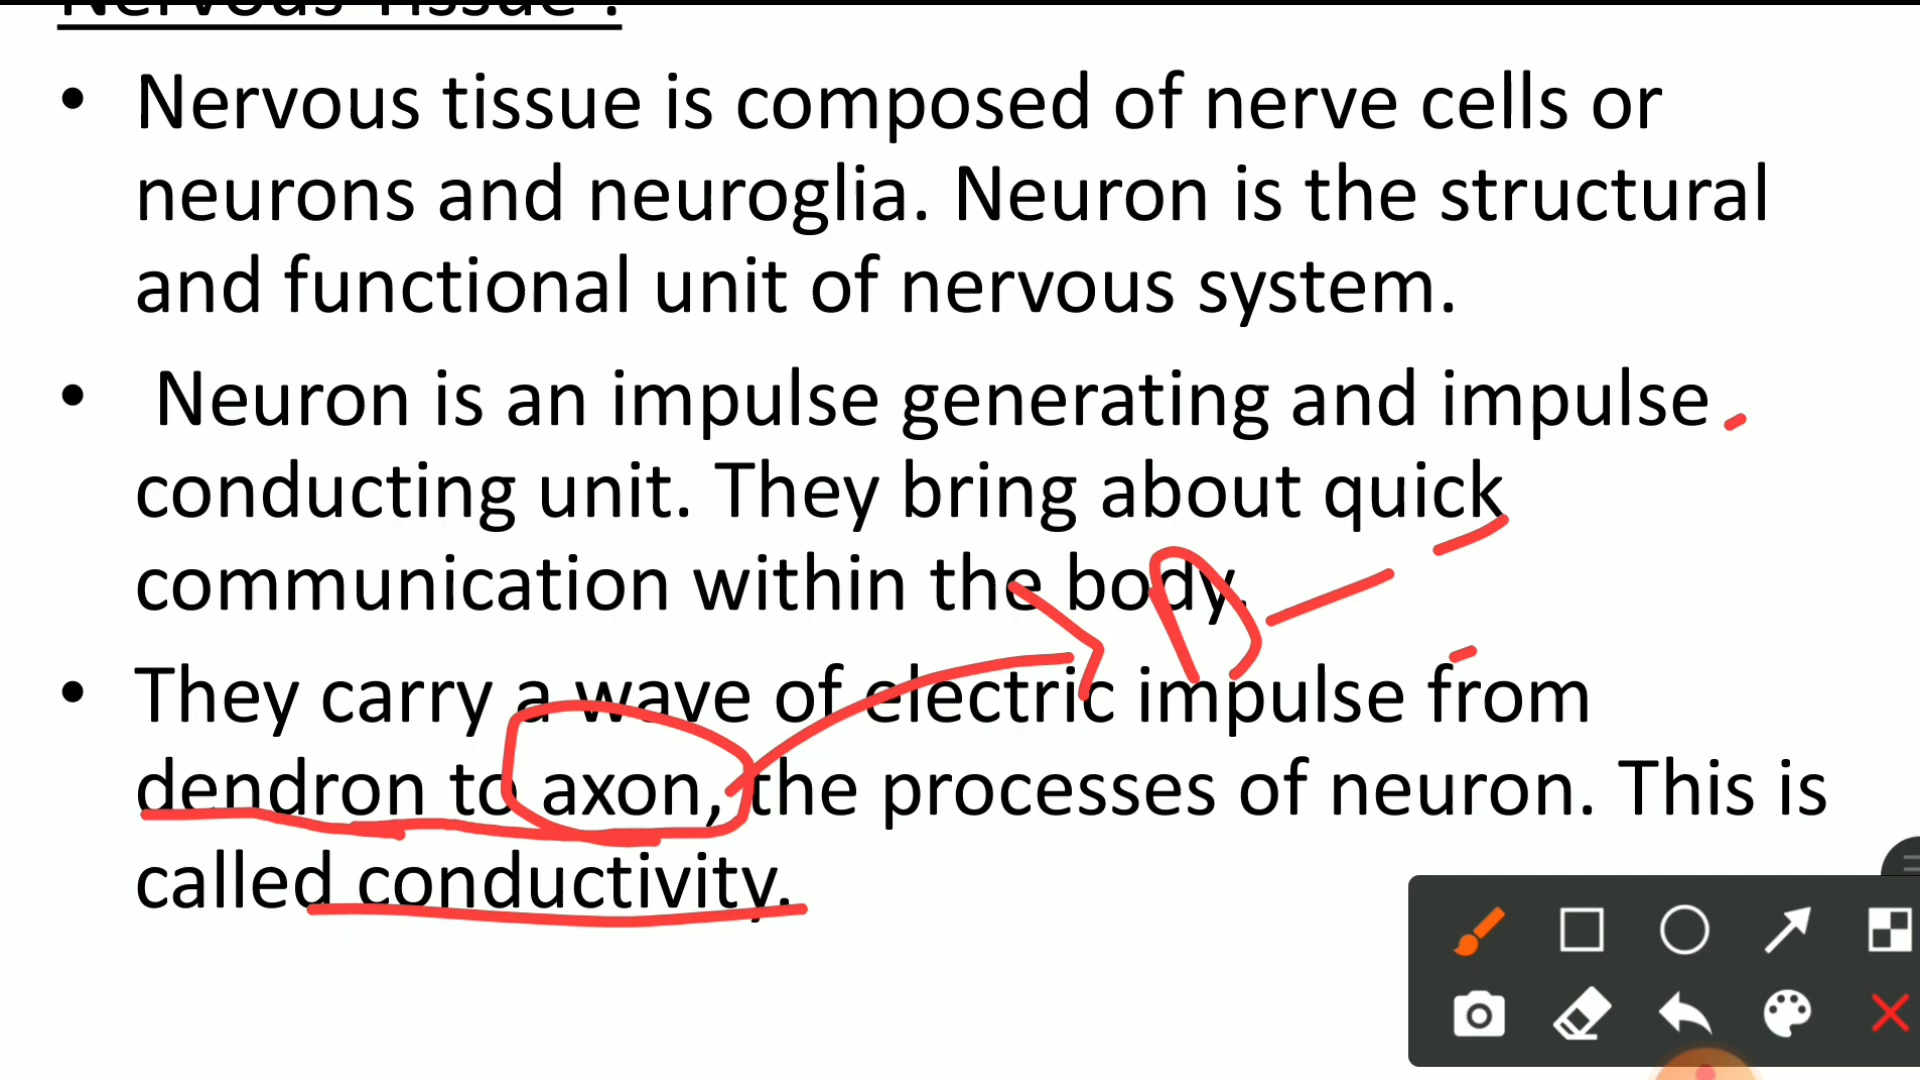 Nervous Tissue :
• Nervous tissue is composed of nerve cells or
neurons and neuroglia. Neuron is the structural
and functional unit of nervous system.
• Neuron is an impulse generating and impulse
conducting unit. They bring about quick
communication within the body.
• They carry a wave of electric impulse from
dendron to axon, the processes of neuron. This is
called conductivity.